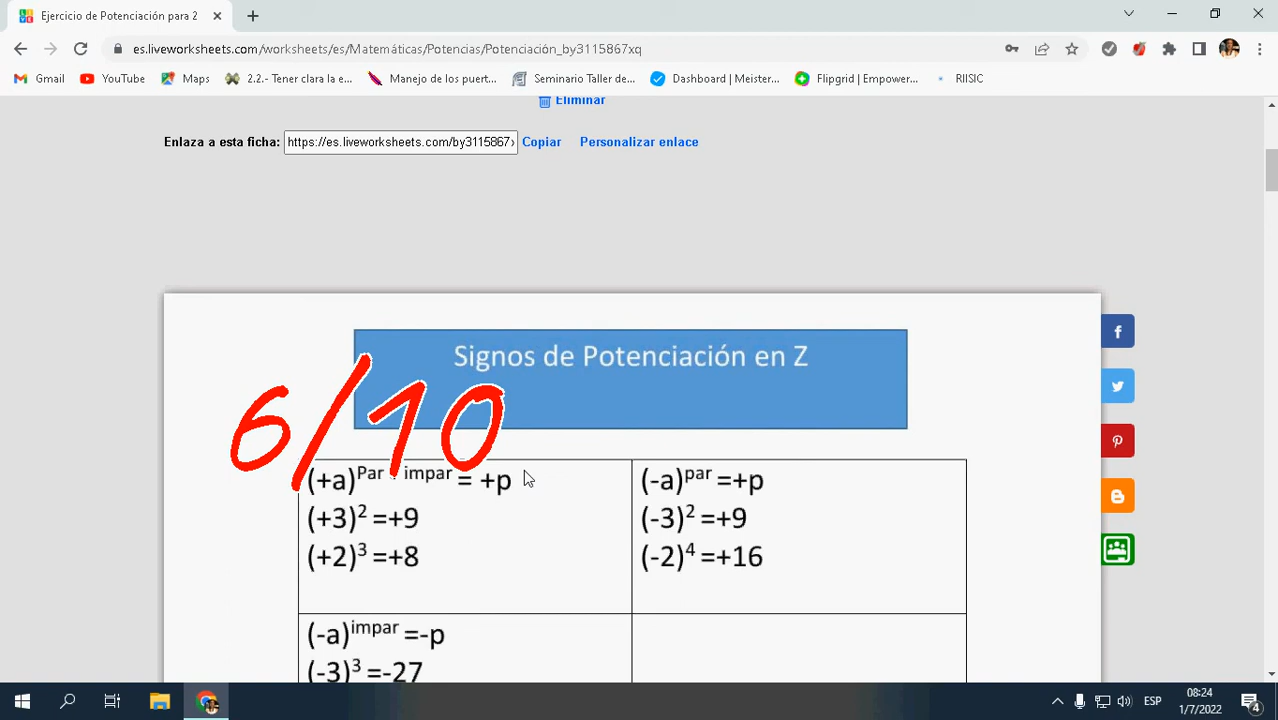 Ejercicio de Potenciación para 2
es.liveworksheets.com/worksheets/es/Matemáticas/Potencias/Potenciación_by3115867xq
Gmail YouTube Maps 2.2.- Tener clara la e... Manejo de los puert... Seminario Taller de... Dashboard | Meister... Flipgrid | Empower... RIISIC
Eliminar
Enlaza a esta ficha: https://es.liveworksheets.com/by3115867x Copiar Personalizar enlace
Signos de Potenciación en Z
6/10
(+a)^Par - impar = +p
(+3)² =+9
(+2)³ =+8
(-a)^par =+p
(-3)² =+9
(-2)⁴ =+16
(-a)^impar =-p
(-3)³ =-27
ESP
08:24
1/7/2022
4